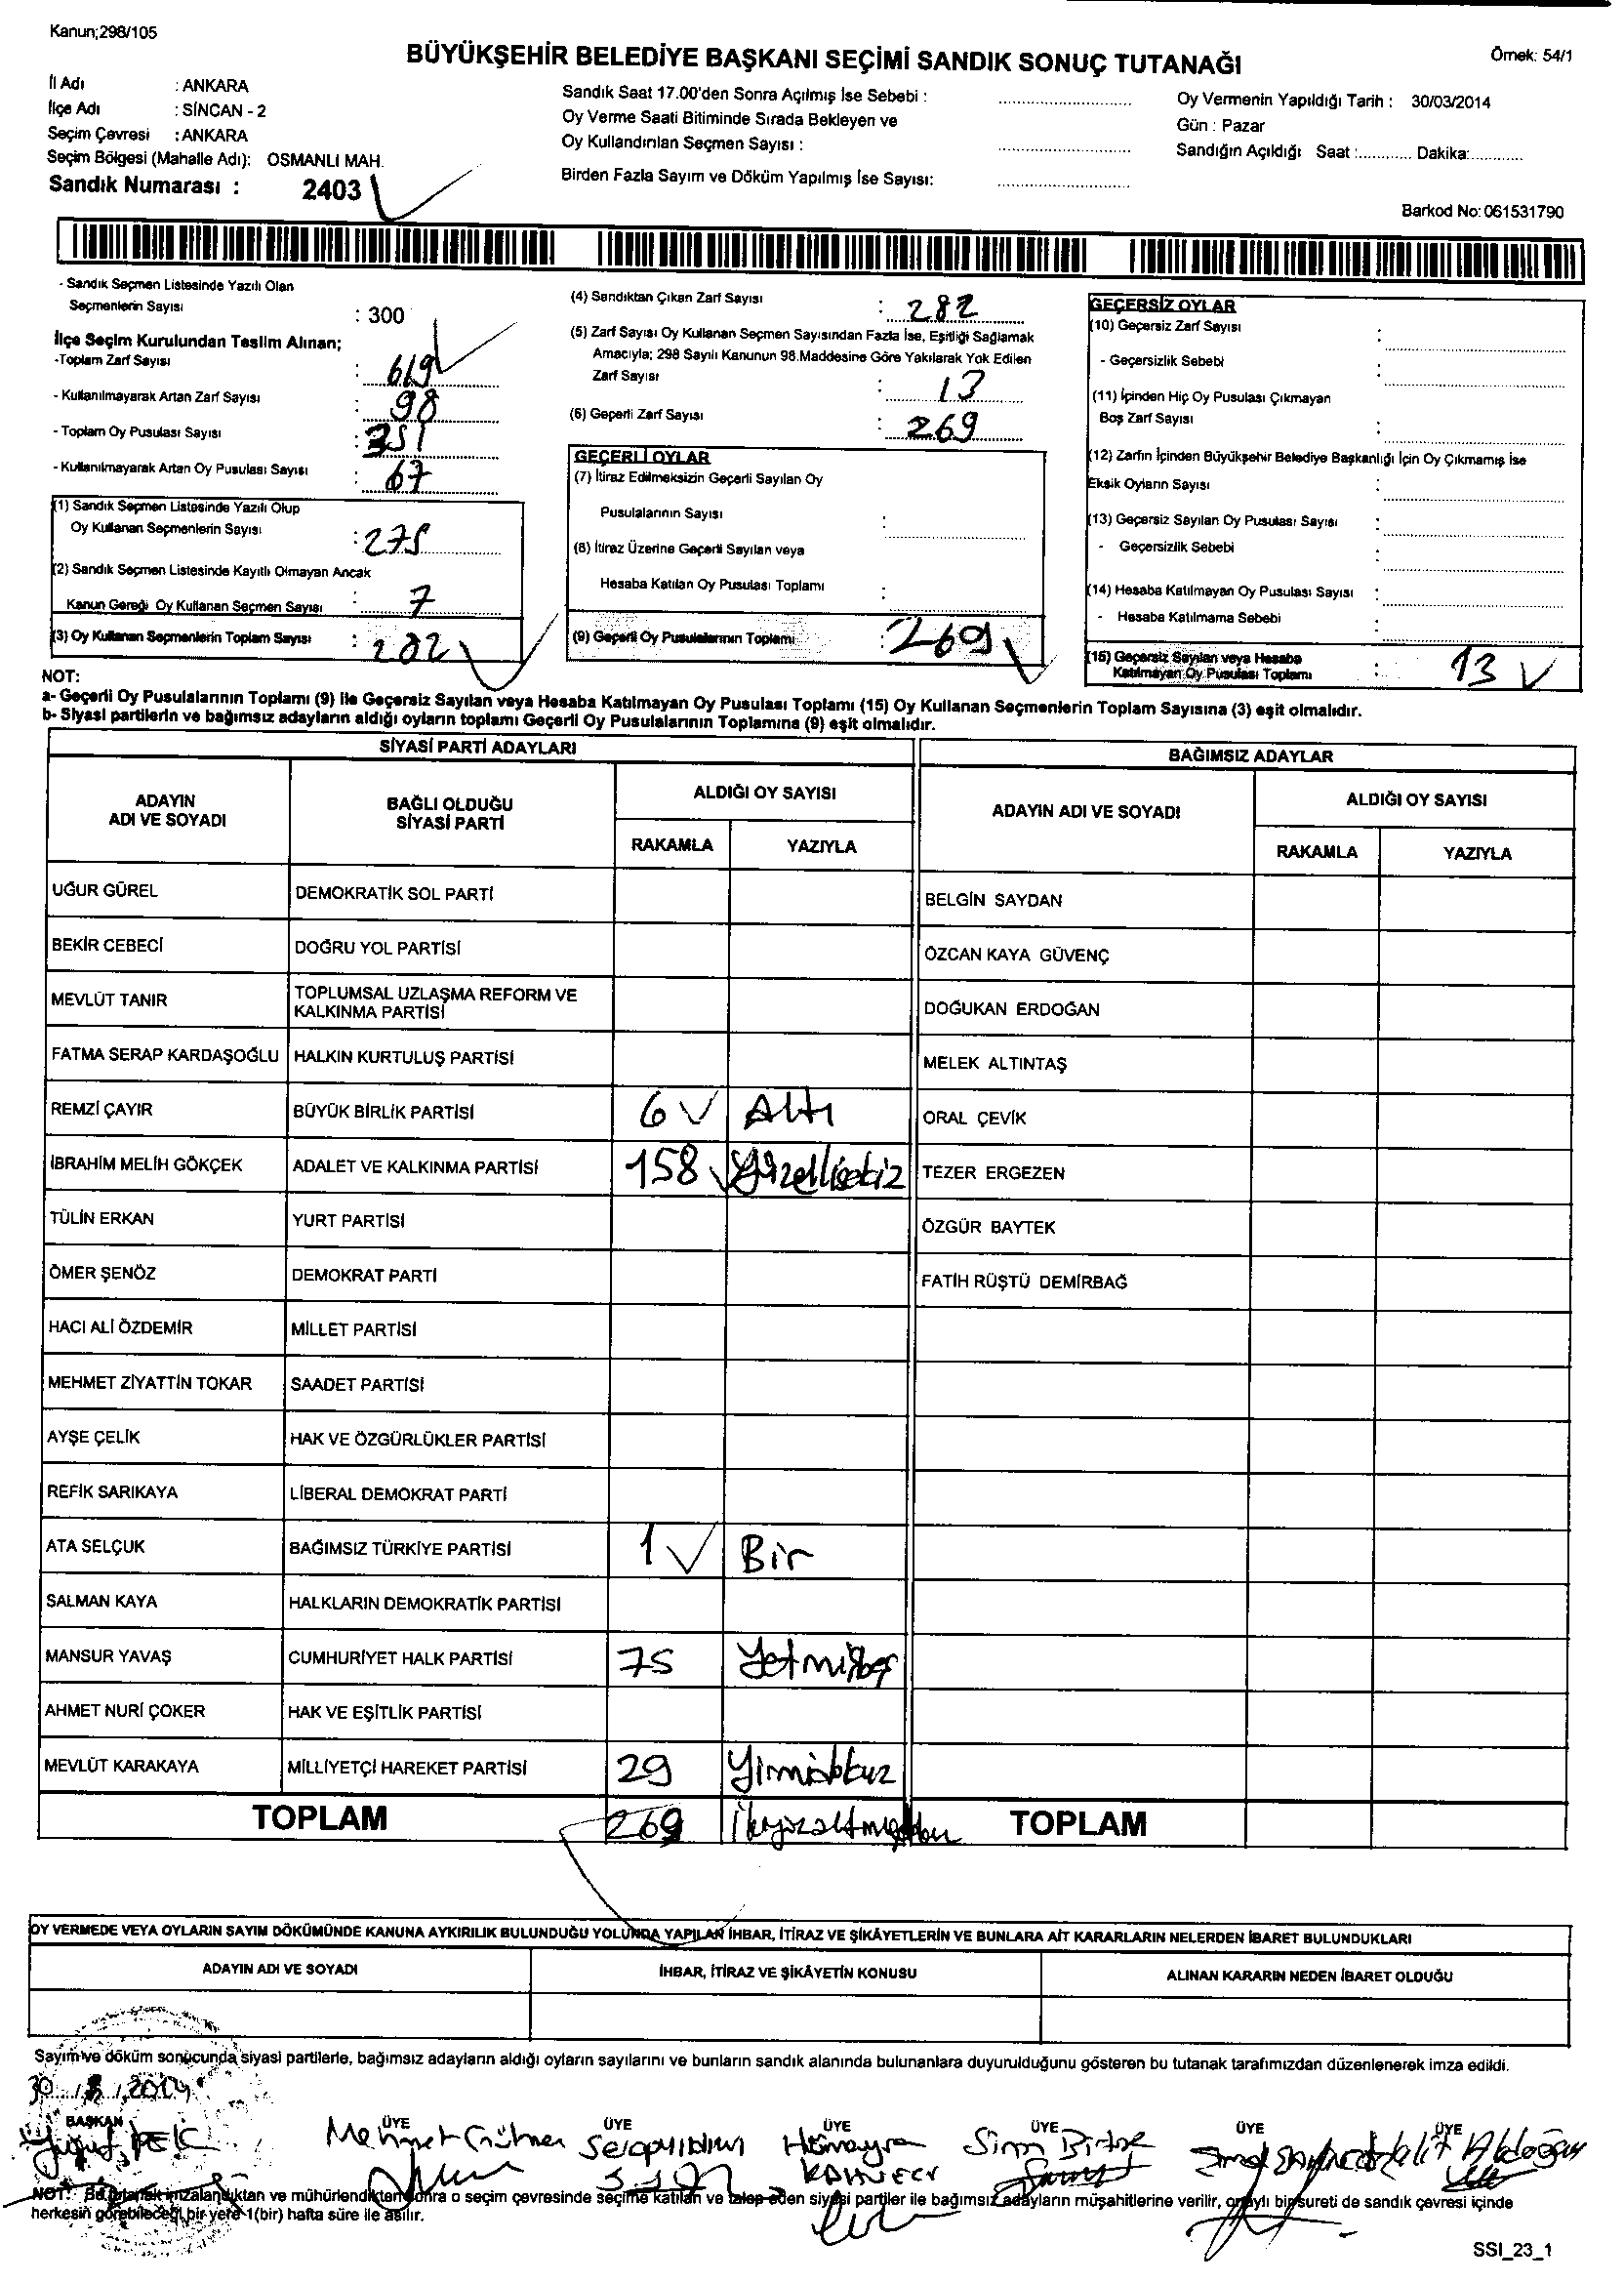 Kanun;298/105
BÜYÜKŞEHİR BELEDİYE BAŞKANI SEÇİMİ SANDIK SONUÇ TUTANAĞI
Örnek: 54/1
İl Adı : ANKARA
İlçe Adı : SİNCAN - 2
Seçim Çevresi : ANKARA
Seçim Bölgesi (Mahalle Adı): OSMANLI MAH.
Sandık Numarası : 2403
Sandık Saat 17.00'den Sonra Açılmış İse Sebebi :
Oy Verme Saati Bitiminde Sırada Bekleyen ve
Oy Kullandırılan Seçmen Sayısı :
Birden Fazla Sayım ve Döküm Yapılmış İse Sayısı:
Oy Vermenin Yapıldığı Tarih : 30/03/2014
Gün : Pazar
Sandığın Açıldığı Saat :............ Dakika:............
Barkod No: 061531790
- Sandık Seçmen Listesinde Yazılı Olan
Seçmenlerin Sayısı : 300
İlçe Seçim Kurulundan Teslim Alınan;
-Toplam Zarf Sayısı : 619
- Kullanılmayarak Artan Zarf Sayısı : 98
- Toplam Oy Pusulası Sayısı : 351
- Kullanılmayarak Artan Oy Pusulası Sayısı : 67
(1) Sandık Seçmen Listesinde Yazılı Olup
Oy Kullanan Seçmenlerin Sayısı : 275
(2) Sandık Seçmen Listesinde Kayıtlı Olmayan Ancak
Kanun Gereği Oy Kullanan Seçmen Sayısı : 7
(3) Oy Kullanan Seçmenlerin Toplam Sayısı : 282
(4) Sandıktan Çıkan Zarf Sayısı : 282
(5) Zarf Sayısı Oy Kullanan Seçmen Sayısından Fazla İse, Eşitliği Sağlamak
Amacıyla; 298 Sayılı Kanunun 98.Maddesine Göre Yakılarak Yok Edilen
Zarf Sayısı : 13
(6) Geçerli Zarf Sayısı : 269
GEÇERLİ OYLAR
(7) İtiraz Edilmeksizin Geçerli Sayılan Oy
Pusulalarının Sayısı :
(8) İtiraz Üzerine Geçerli Sayılan veya
Hesaba Katılan Oy Pusulası Toplamı :
(9) Geçerli Oy Pusulalarının Toplamı : 269
GEÇERSİZ OYLAR
(10) Geçersiz Zarf Sayısı :
- Geçersizlik Sebebi :
(11) İçinden Hiç Oy Pusulası Çıkmayan
Boş Zarf Sayısı :
(12) Zarfın İçinden Büyükşehir Belediye Başkanlığı İçin Oy Çıkmamış İse
Eksik Oyların Sayısı :
(13) Geçersiz Sayılan Oy Pusulası Sayısı :
- Geçersizlik Sebebi :
(14) Hesaba Katılmayan Oy Pusulası Sayısı :
- Hesaba Katılmama Sebebi :
(15) Geçersiz Sayılan veya Hesaba
Katılmayan Oy Pusulası Toplamı : 13
NOT:
a- Geçerli Oy Pusulalarının Toplamı (9) ile Geçersiz Sayılan veya Hesaba Katılmayan Oy Pusulası Toplamı (15) Oy Kullanan Seçmenlerin Toplam Sayısına (3) eşit olmalıdır.
b- Siyasi partilerin ve bağımsız adayların aldığı oyların toplamı Geçerli Oy Pusulalarının Toplamına (9) eşit olmalıdır.
SİYASİ PARTİ ADAYLARI
ADAYIN ADI VE SOYADI
BAĞLI OLDUĞU SİYASİ PARTİ
ALDIĞI OY SAYISI
RAKAMLA YAZIYLA
UĞUR GÜREL DEMOKRATİK SOL PARTİ
BEKİR CEBECİ DOĞRU YOL PARTİSİ
MEVLÜT TANIR TOPLUMSAL UZLAŞMA REFORM VE KALKINMA PARTİSİ
FATMA SERAP KARDAŞOĞLU HALKIN KURTULUŞ PARTİSİ
REMZİ ÇAYIR BÜYÜK BİRLİK PARTİSİ 6 Altı
İBRAHİM MELİH GÖKÇEK ADALET VE KALKINMA PARTİSİ 158 Yüzellisekiz
TÜLİN ERKAN YURT PARTİSİ
ÖMER ŞENÖZ DEMOKRAT PARTİ
HACI ALİ ÖZDEMİR MİLLET PARTİSİ
MEHMET ZİYATTİN TOKAR SAADET PARTİSİ
AYŞE ÇELİK HAK VE ÖZGÜRLÜKLER PARTİSİ
REFİK SARIKAYA LİBERAL DEMOKRAT PARTİ
ATA SELÇUK BAĞIMSIZ TÜRKİYE PARTİSİ 1 Bir
SALMAN KAYA HALKLARIN DEMOKRATİK PARTİSİ
MANSUR YAVAŞ CUMHURİYET HALK PARTİSİ 75 Yetmişbeş
AHMET NURİ ÇOKER HAK VE EŞİTLİK PARTİSİ
MEVLÜT KARAKAYA MİLLİYETÇİ HAREKET PARTİSİ 29 Yirmidokuz
TOPLAM 269 İkiyüzaltmışdokuz
BAĞIMSIZ ADAYLAR
ADAYIN ADI VE SOYADI
ALDIĞI OY SAYISI
RAKAMLA YAZIYLA
BELGİN SAYDAN
ÖZCAN KAYA GÜVENÇ
DOĞUKAN ERDOĞAN
MELEK ALTINTAŞ
ORAL ÇEVİK
TEZER ERGEZEN
ÖZGÜR BAYTEK
FATİH RÜŞTÜ DEMİRBAĞ
TOPLAM
OY VERMEDE VEYA OYLARIN SAYIM DÖKÜMÜNDE KANUNA AYKIRILIK BULUNDUĞU YOLUNDA YAPILAN İHBAR, İTİRAZ VE ŞİKÂYETLERİN VE BUNLARA AİT KARARLARIN NELERDEN İBARET BULUNDUKLARI
ADAYIN ADI VE SOYADI
İHBAR, İTİRAZ VE ŞİKÂYETİN KONUSU
ALINAN KARARIN NEDEN İBARET OLDUĞU
Sayım ve döküm sonucunda siyasi partilerle, bağımsız adayların aldığı oyların sayılarını ve bunların sandık alanında bulunanlara duyurulduğunu gösteren bu tutanak tarafımızdan düzenlenerek imza edildi.
30 / 3 / 2014
BAŞKAN ÜYE ÜYE ÜYE ÜYE ÜYE ÜYE
NOT: Bu tutanak imzalandıktan ve mühürlendikten sonra o seçim çevresinde seçime katılan ve talep eden siyasi partiler ile bağımsız adayların müşahitlerine verilir, onaylı bir sureti de sandık çevresi içinde
herkesin görebileceği bir yere 1(bir) hafta süre ile asılır.
SSI_23_1